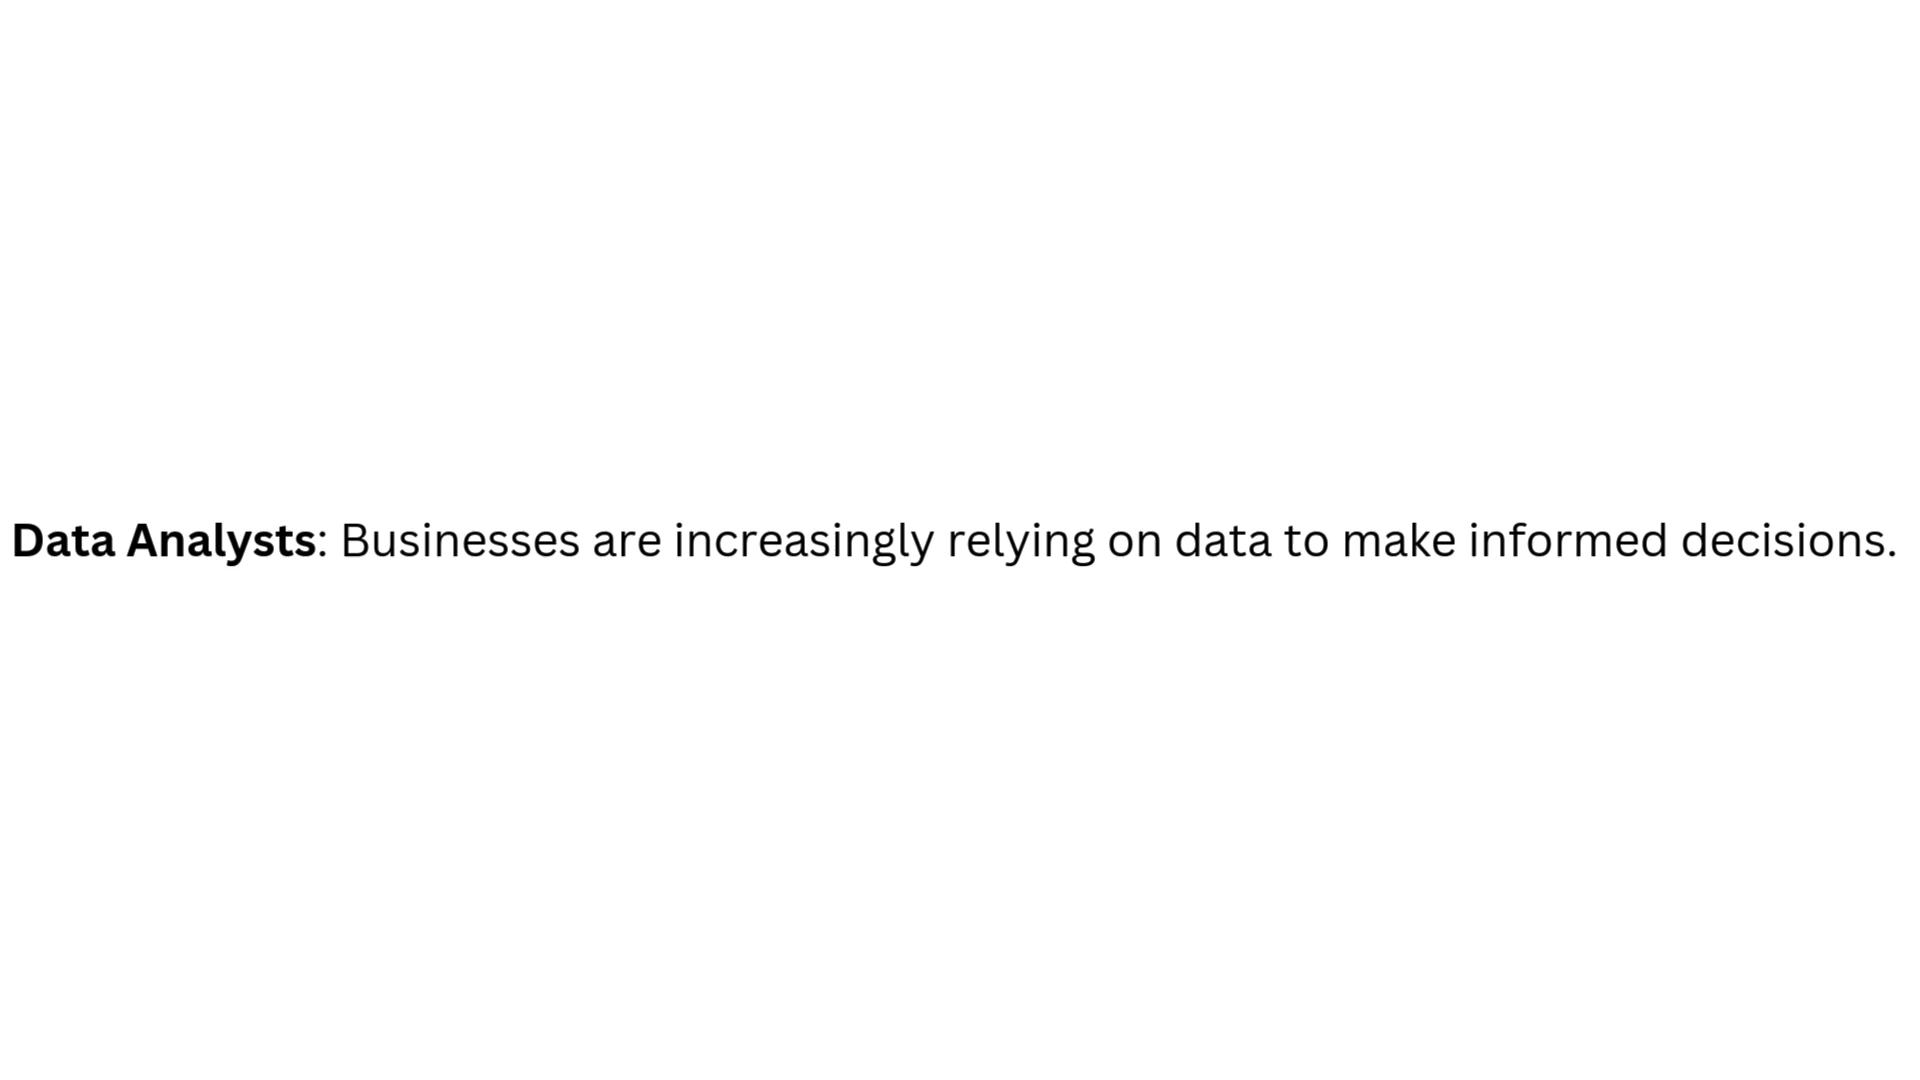 Data Analysts: Businesses are increasingly relying on data to make informed decisions.